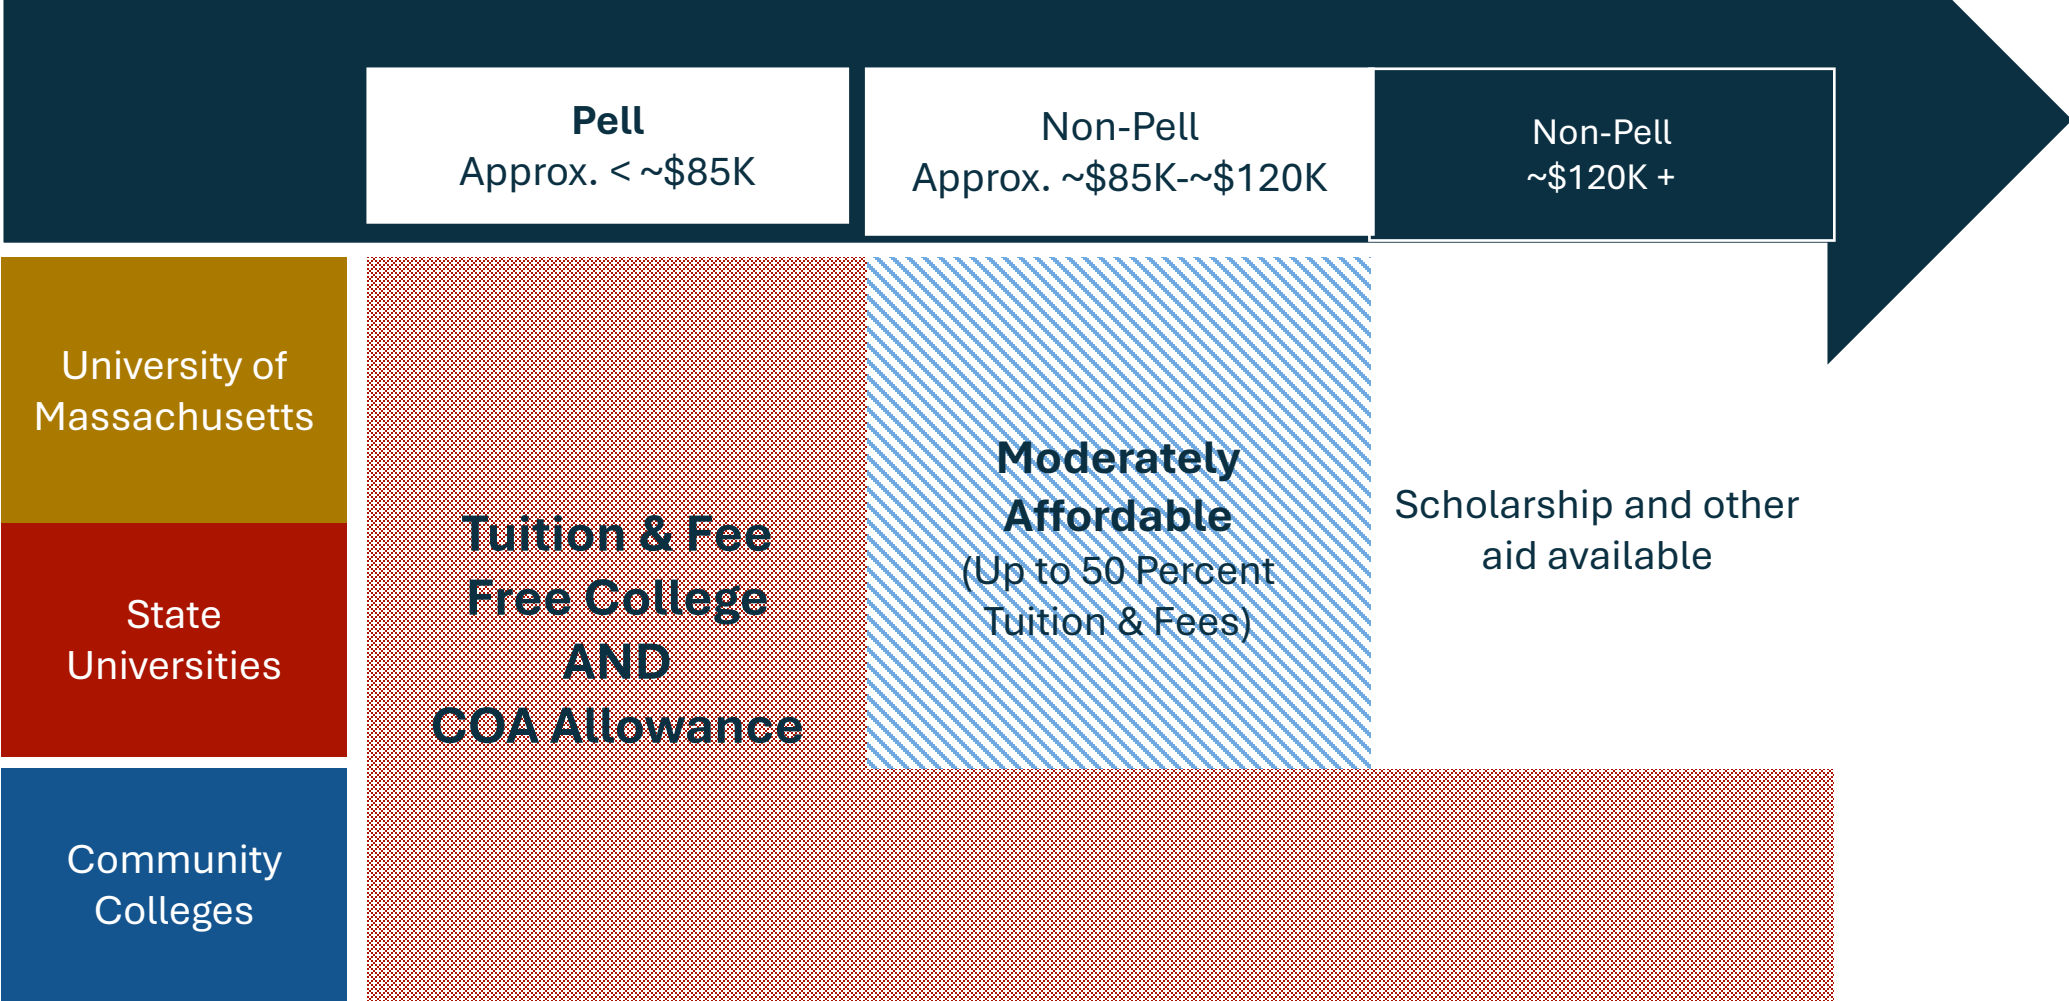 Pell
Approx. < ~$85K
Non-Pell
Approx. ~$85K-~$120K
Non-Pell
~$120K +
University of
Massachusetts
State
Universities
Community
Colleges
Tuition & Fee
Free College
AND
COA Allowance
Moderately
Affordable
(Up to 50 Percent
Tuition & Fees)
Scholarship and other
aid available